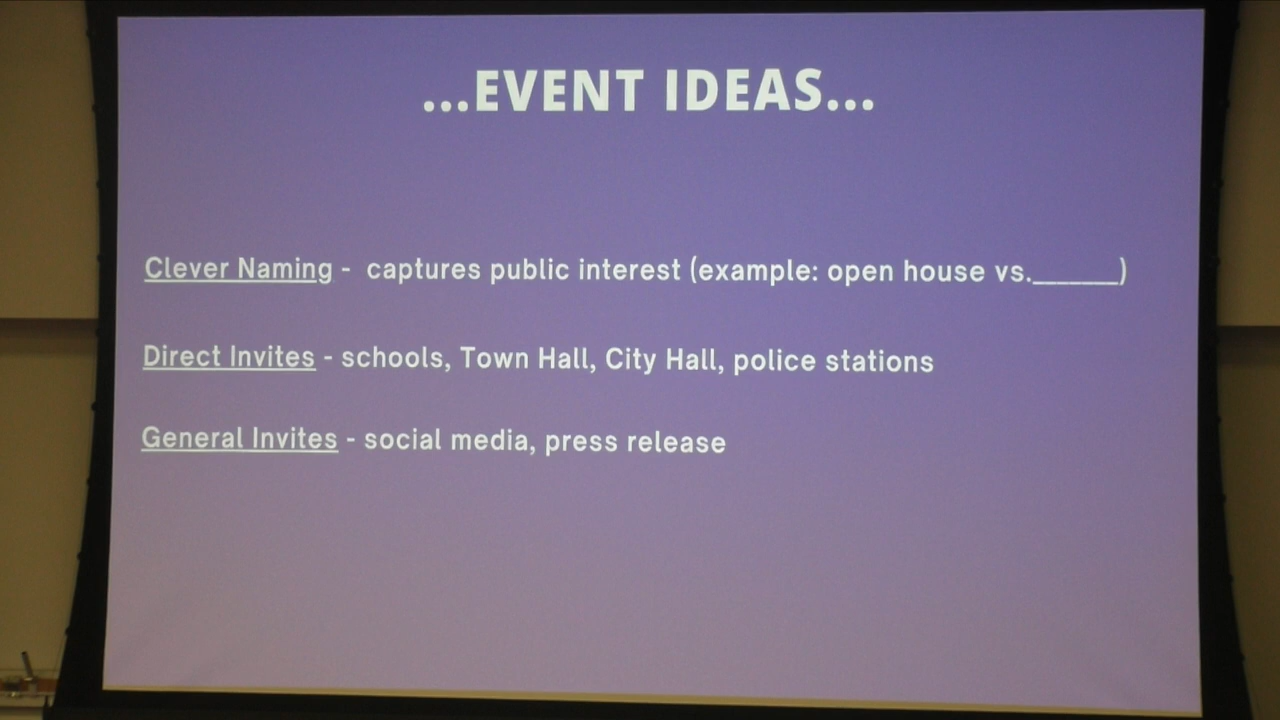 ...EVENT IDEAS...
Clever Naming - captures public interest (example: open house vs.______)
Direct Invites - schools, Town Hall, City Hall, police stations
General Invites - social media, press release